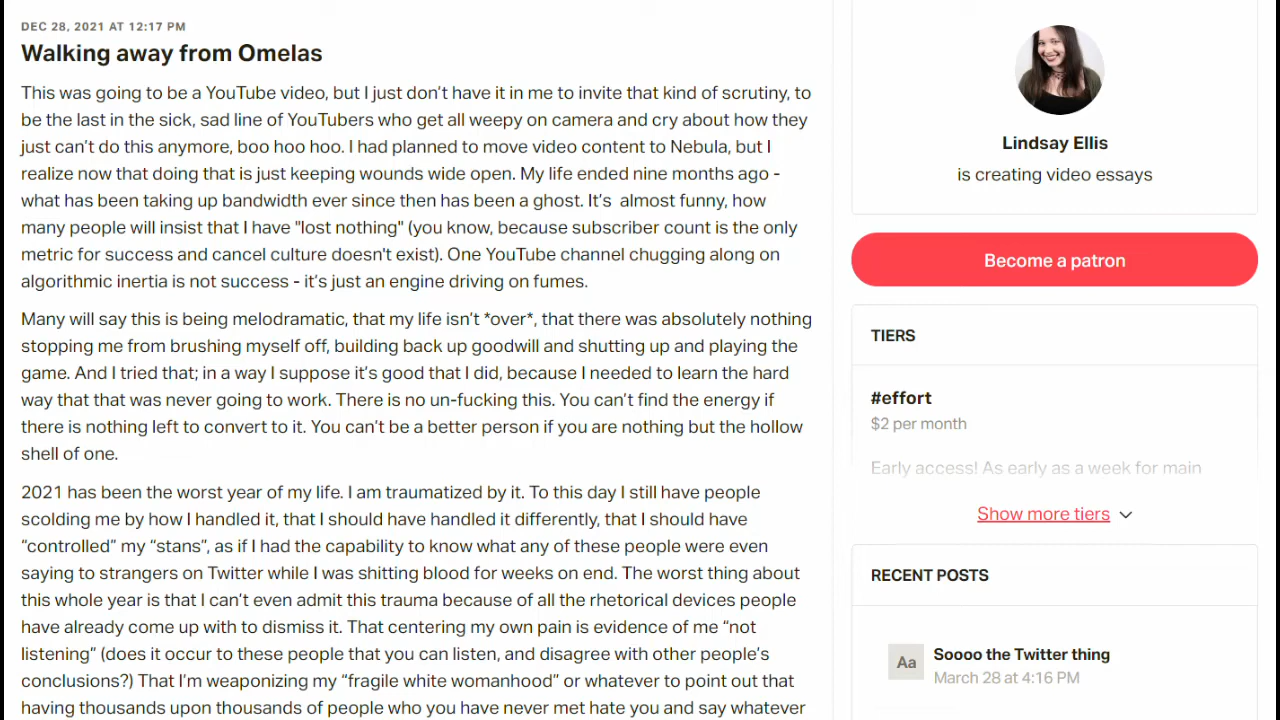 DEC 28, 2021 AT 12:17 PM
Walking away from Omelas
This was going to be a YouTube video, but I just don't have it in me to invite that kind of scrutiny, to
be the last in the sick, sad line of YouTubers who get all weepy on camera and cry about how they
just can't do this anymore, boo hoo hoo. I had planned to move video content to Nebula, but I
realize now that doing that is just keeping wounds wide open. My life ended nine months ago -
what has been taking up bandwidth ever since then has been a ghost. It's almost funny, how
many people will insist that I have "lost nothing" (you know, because subscriber count is the only
metric for success and cancel culture doesn't exist). One YouTube channel chugging along on
algorithmic inertia is not success - it's just an engine driving on fumes.
Many will say this is being melodramatic, that my life isn't *over*, that there was absolutely nothing
stopping me from brushing myself off, building back up goodwill and shutting up and playing the
game. And I tried that; in a way I suppose it's good that I did, because I needed to learn the hard
way that that was never going to work. There is no un-fucking this. You can't find the energy if
there is nothing left to convert to it. You can't be a better person if you are nothing but the hollow
shell of one.
2021 has been the worst year of my life. I am traumatized by it. To this day I still have people
scolding me by how I handled it, that I should have handled it differently, that I should have
“controlled” my “stans”, as if I had the capability to know what any of these people were even
saying to strangers on Twitter while I was shitting blood for weeks on end. The worst thing about
this whole year is that I can't even admit this trauma because of all the rhetorical devices people
have already come up with to dismiss it. That centering my own pain is evidence of me “not
listening” (does it occur to these people that you can listen, and disagree with other people's
conclusions?) That I'm weaponizing my “fragile white womanhood” or whatever to point out that
having thousands upon thousands of people who you have never met hate you and say whatever
Lindsay Ellis
is creating video essays
Become a patron
TIERS
#effort
$2 per month
Early access! As early as a week for main
Show more tiers
RECENT POSTS
Aa
Soooo the Twitter thing
March 28 at 4:16 PM